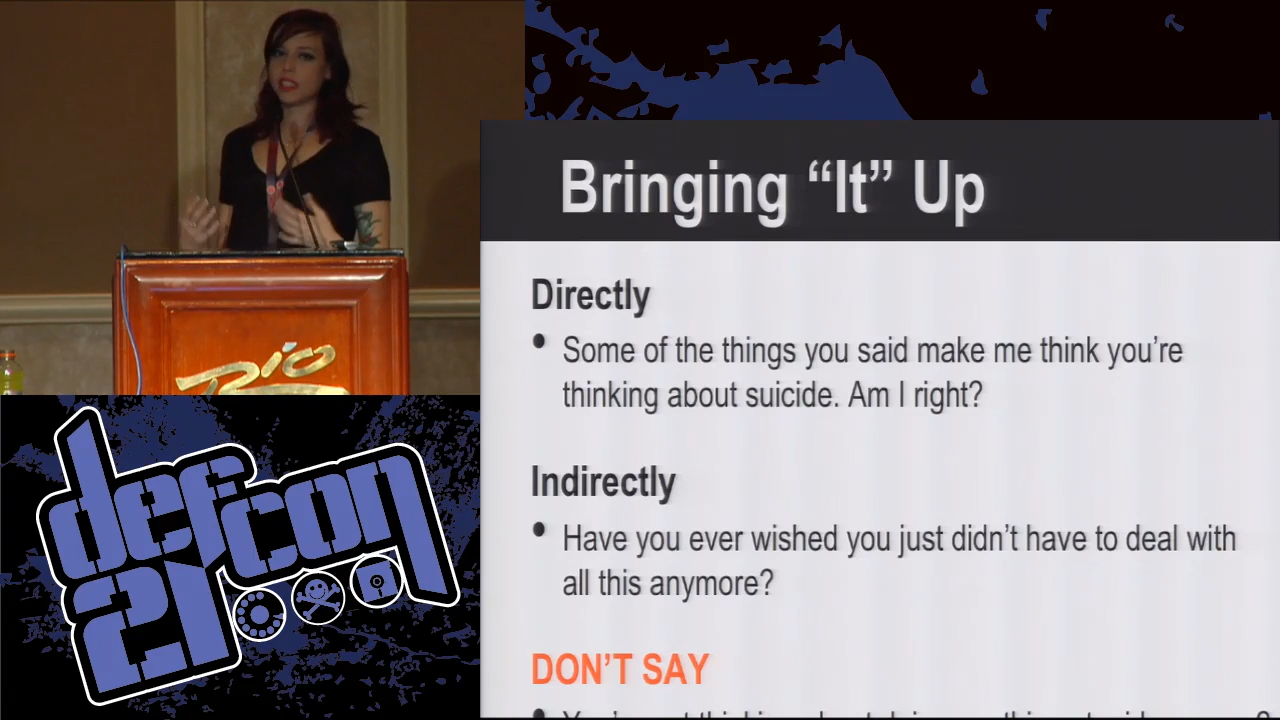 Bringing “It” Up
Directly
• Some of the things you said make me think you’re
thinking about suicide. Am I right?
Indirectly
• Have you ever wished you just didn’t have to deal with
all this anymore?
DON’T SAY
Rio
defcon
21